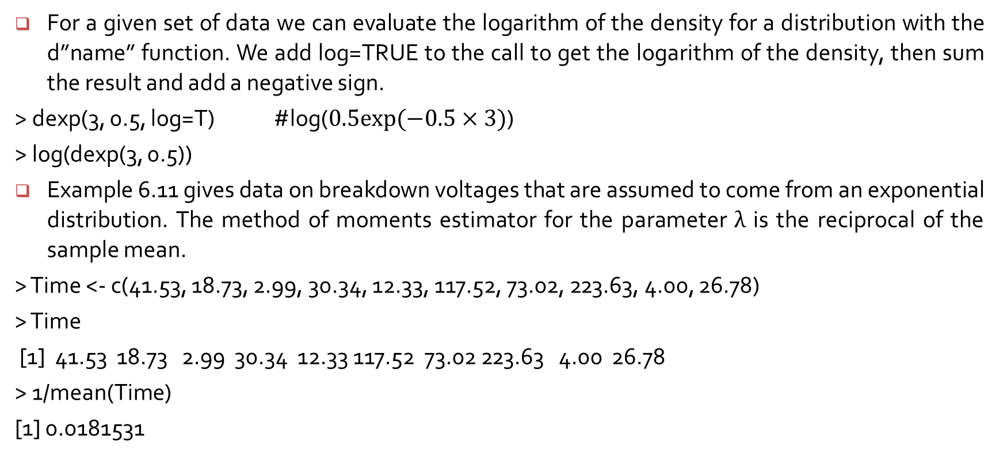 ❑ For a given set of data we can evaluate the logarithm of the density for a distribution with the
d”name” function. We add log=TRUE to the call to get the logarithm of the density, then sum
the result and add a negative sign.
> dexp(3, 0.5, log=T) #log(0.5exp(−0.5 × 3))
> log(dexp(3, 0.5))
❑ Example 6.11 gives data on breakdown voltages that are assumed to come from an exponential
distribution. The method of moments estimator for the parameter λ is the reciprocal of the
sample mean.
> Time <- c(41.53, 18.73, 2.99, 30.34, 12.33, 117.52, 73.02, 223.63, 4.00, 26.78)
> Time
[1] 41.53 18.73 2.99 30.34 12.33 117.52 73.02 223.63 4.00 26.78
> 1/mean(Time)
[1] 0.0181531